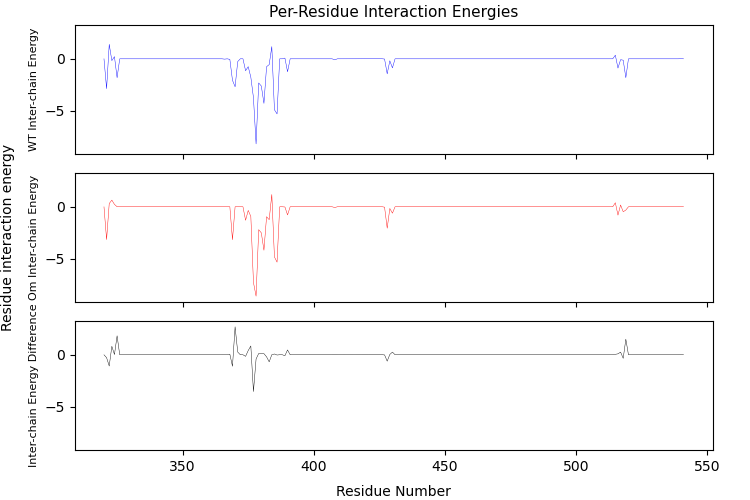 Per-Residue Interaction Energies
Residue interaction energy
WT Inter-chain Energy
0
−5
Om Inter-chain Energy
0
−5
Inter-chain Energy Difference
0
−5
350
400
450
500
550
Residue Number